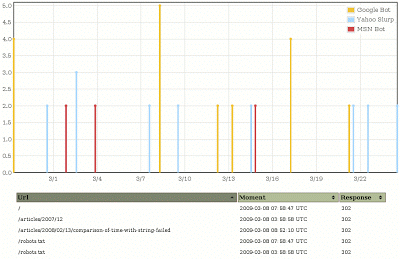 5.0
4.5
4.0
3.5
3.0
2.5
2.0
1.5
1.0
0.5
0.0
Google Bot
Yahoo Slurp
MSN Bot
3/1 3/4 3/7 3/10 3/13 3/16 3/19 3/22
Url Moment Response
/ 2009-03-08 07:58:47 UTC 302
/articles/2007/12 2009-03-08 03:58:58 UTC 302
/articles/2008/02/13/comparison-of-time-with-string-failed 2009-03-08 08:52:10 UTC 302
/robots.txt 2009-03-08 07:58:47 UTC 302
/robots.txt 2009-03-08 03:58:58 UTC 302